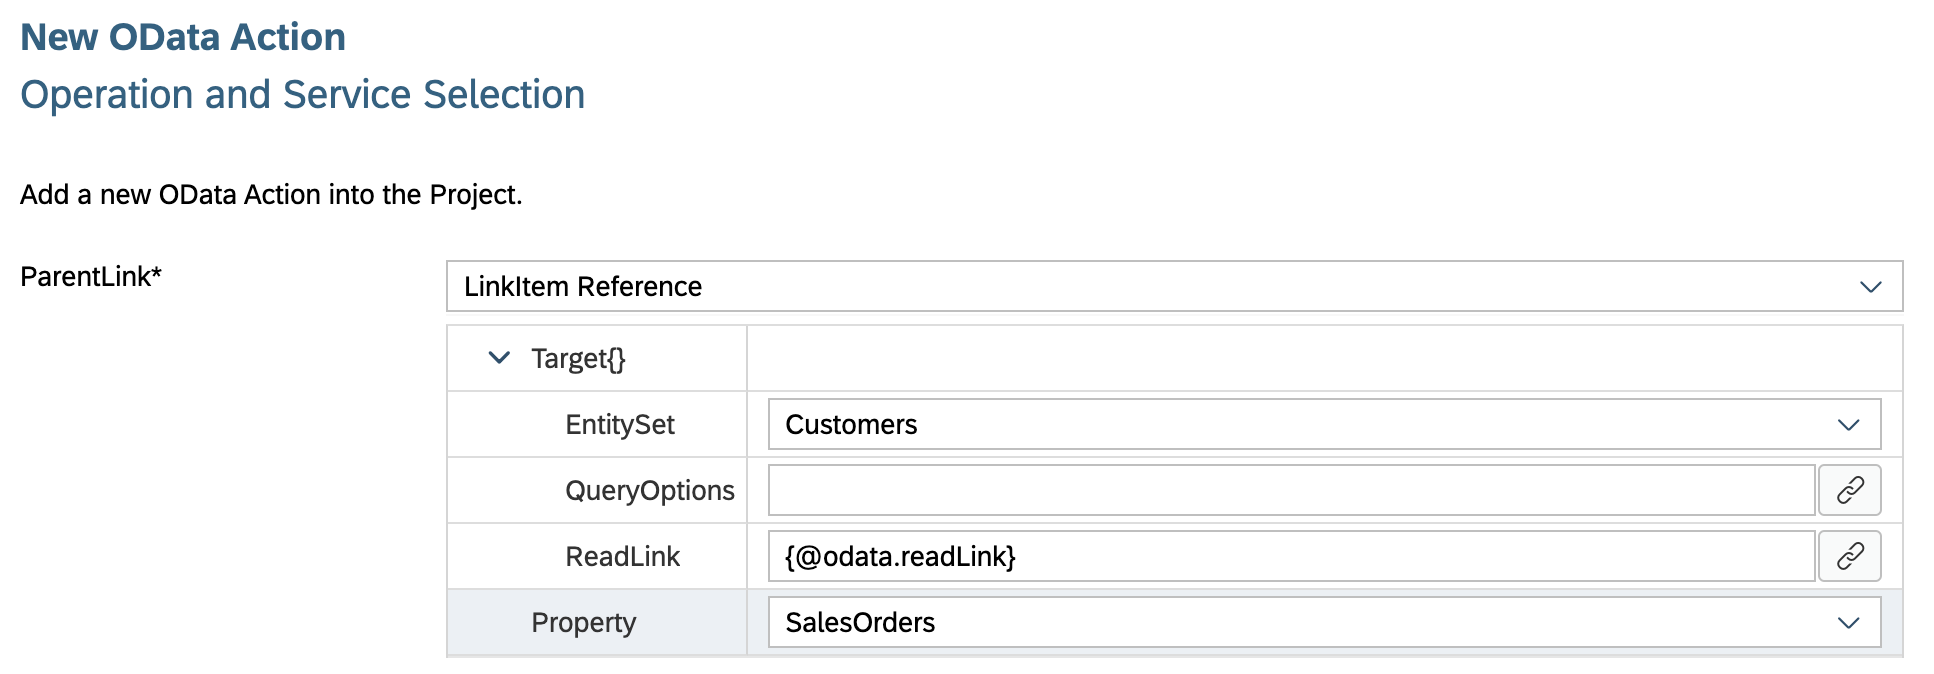 New OData Action
Operation and Service Selection
Add a new OData Action into the Project.
ParentLink*
LinkItem Reference
Target{}
EntitySet
Customers
QueryOptions
ReadLink
{@odata.readLink}
Property
SalesOrders